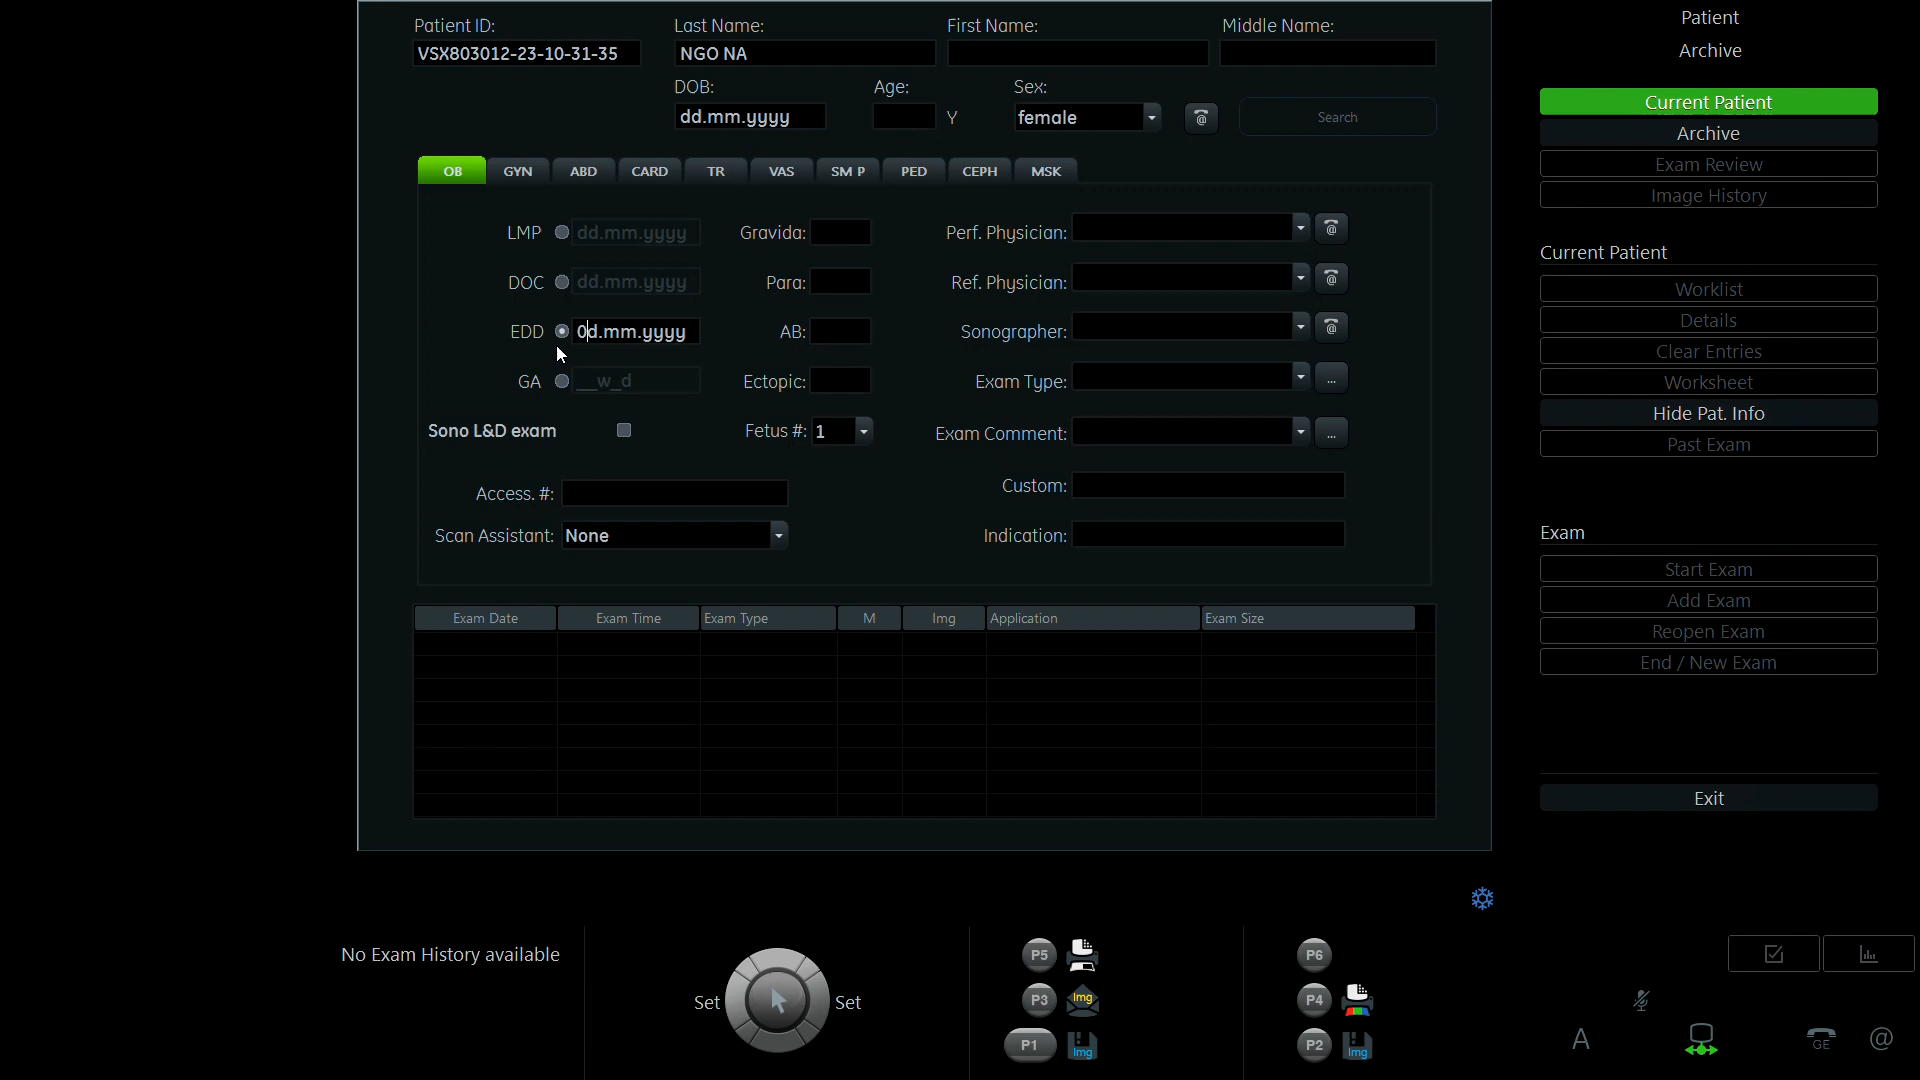 Patient ID: Last Name: First Name: Middle Name:
VSX803012-23-10-31-35 NGO NA
DOB: Age: Sex:
dd.mm.yyyy Y female @ Search
OB GYN ABD CARD TR VAS SM P PED CEPH MSK
LMP dd.mm.yyyy Gravida: Perf. Physician: @
DOC dd.mm.yyyy Para: Ref. Physician: @
EDD 0d.mm.yyyy AB: Sonographer: @
GA __w_d Ectopic: Exam Type: ...
Sono L&D exam Fetus #: 1 Exam Comment: ...
Access. #: Custom:
Scan Assistant: None Indication:
Exam Date Exam Time Exam Type M Img Application Exam Size
Patient
Archive
Current Patient
Archive
Exam Review
Image History
Current Patient
Worklist
Details
Clear Entries
Worksheet
Hide Pat. Info
Past Exam
Exam
Start Exam
Add Exam
Reopen Exam
End / New Exam
Exit
No Exam History available
Set Set
P5 P6
P3 Img P4
P1 Img P2 Img
A GE @